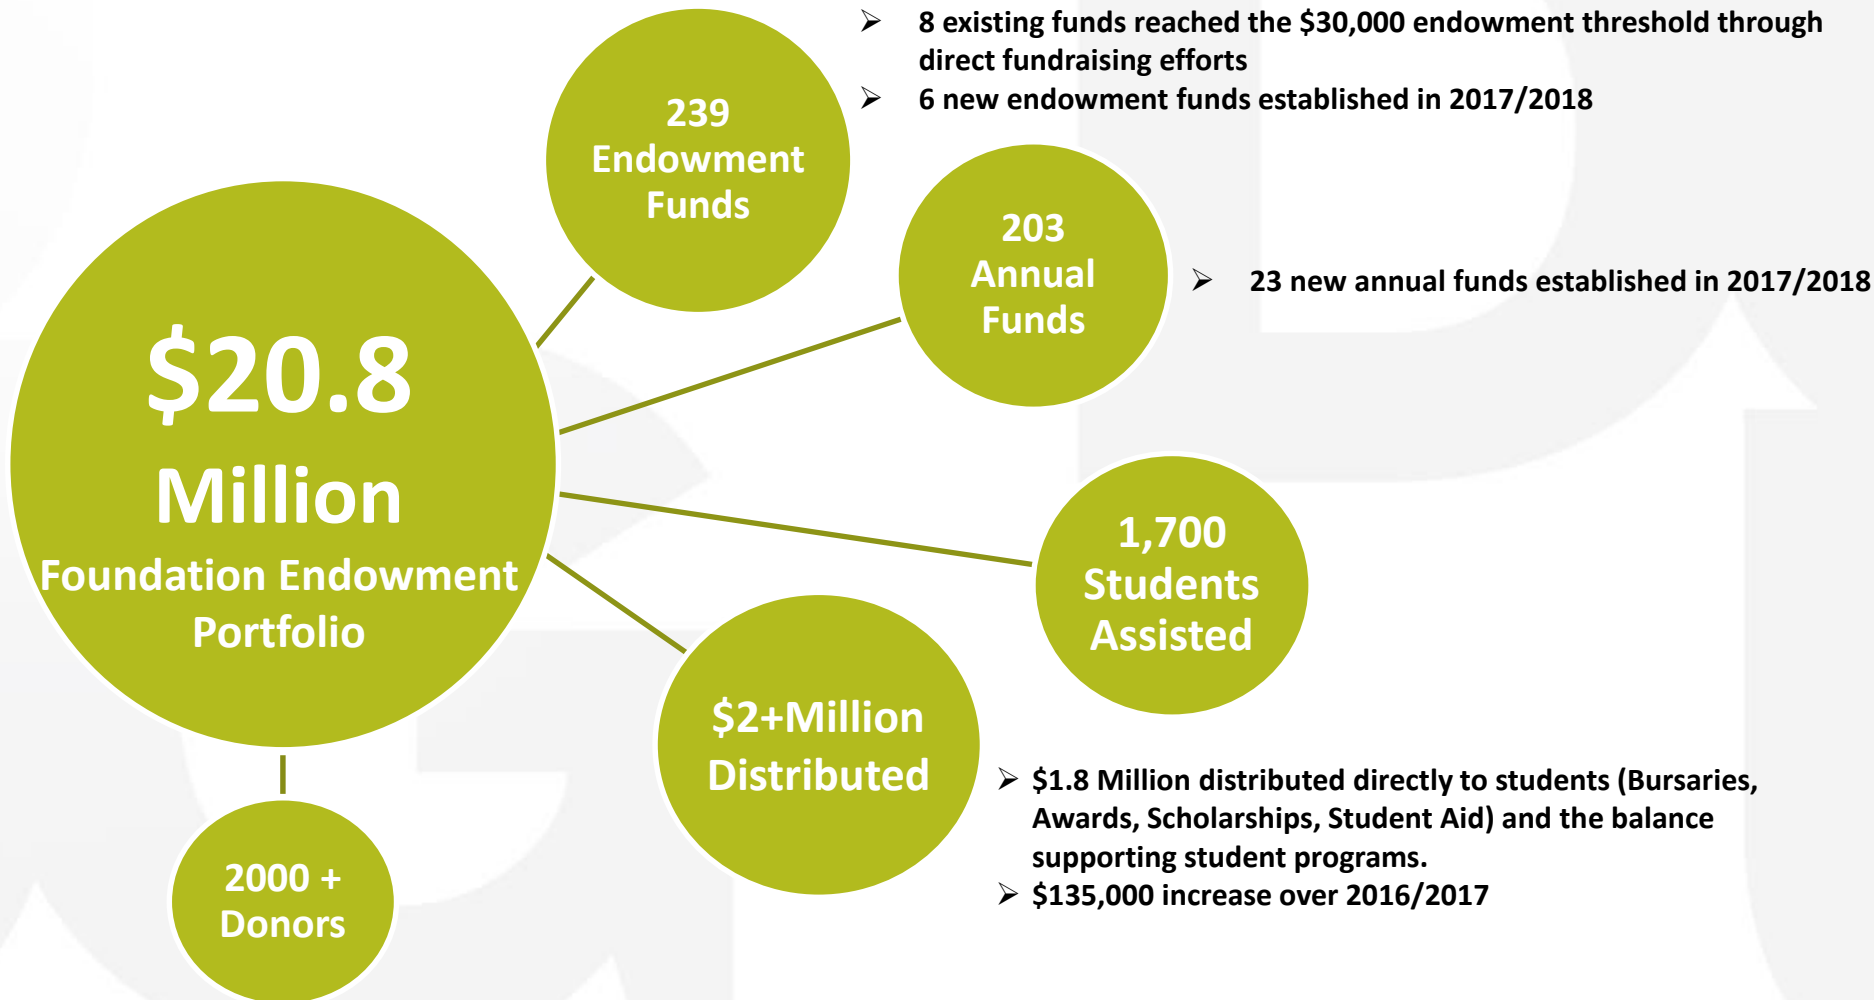 ➢ 8 existing funds reached the $30,000 endowment threshold through
direct fundraising efforts
➢ 6 new endowment funds established in 2017/2018
239
Endowment
Funds
203
Annual
Funds
➢ 23 new annual funds established in 2017/2018
$20.8
Million
Foundation Endowment
Portfolio
1,700
Students
Assisted
$2+Million
Distributed
➢ $1.8 Million distributed directly to students (Bursaries,
Awards, Scholarships, Student Aid) and the balance
supporting student programs.
➢ $135,000 increase over 2016/2017
2000 +
Donors